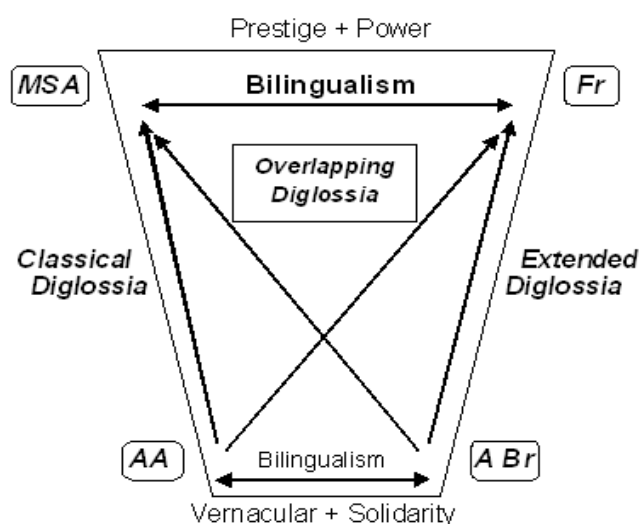 Prestige + Power
MSA
Bilingualism
Fr
Overlapping
Diglossia
Classical
Diglossia
Extended
Diglossia
AA
Bilingualism
A Br
Vernacular + Solidarity